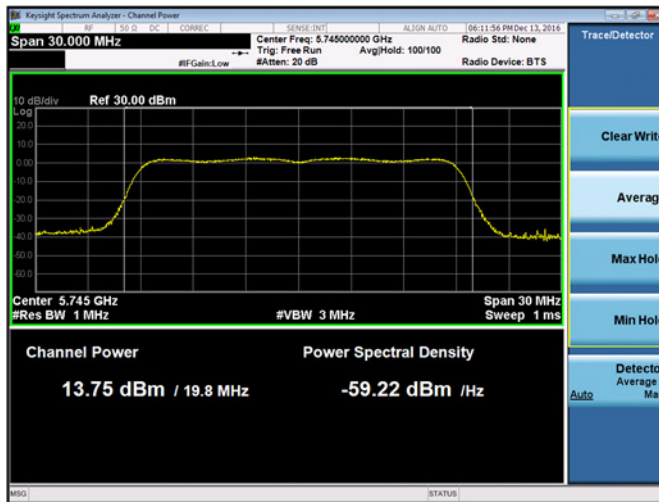 Keysight Spectrum Analyzer - Channel Power
RF 50 Ω DC CORREC SENSE:INT ALIGN AUTO 06:11:56 PM Dec 13, 2016
Span 30.000 MHz Center Freq: 5.745000000 GHz Radio Std: None Trace/Detector
Trig: Free Run Avg|Hold: 100/100
#IFGain:Low #Atten: 20 dB Radio Device: BTS
10 dB/div Ref 30.00 dBm
Log
20.0
10.0
0.00
-10.0
-20.0
-30.0
-40.0
-50.0
-60.0
Center 5.745 GHz Span 30 MHz
#Res BW 1 MHz #VBW 3 MHz Sweep 1 ms
Channel Power Power Spectral Density
13.75 dBm / 19.8 MHz -59.22 dBm /Hz
Clear Write
Averag
Max Hol
Min Hol
Detecto
Average
Auto Ma
MSG STATUS